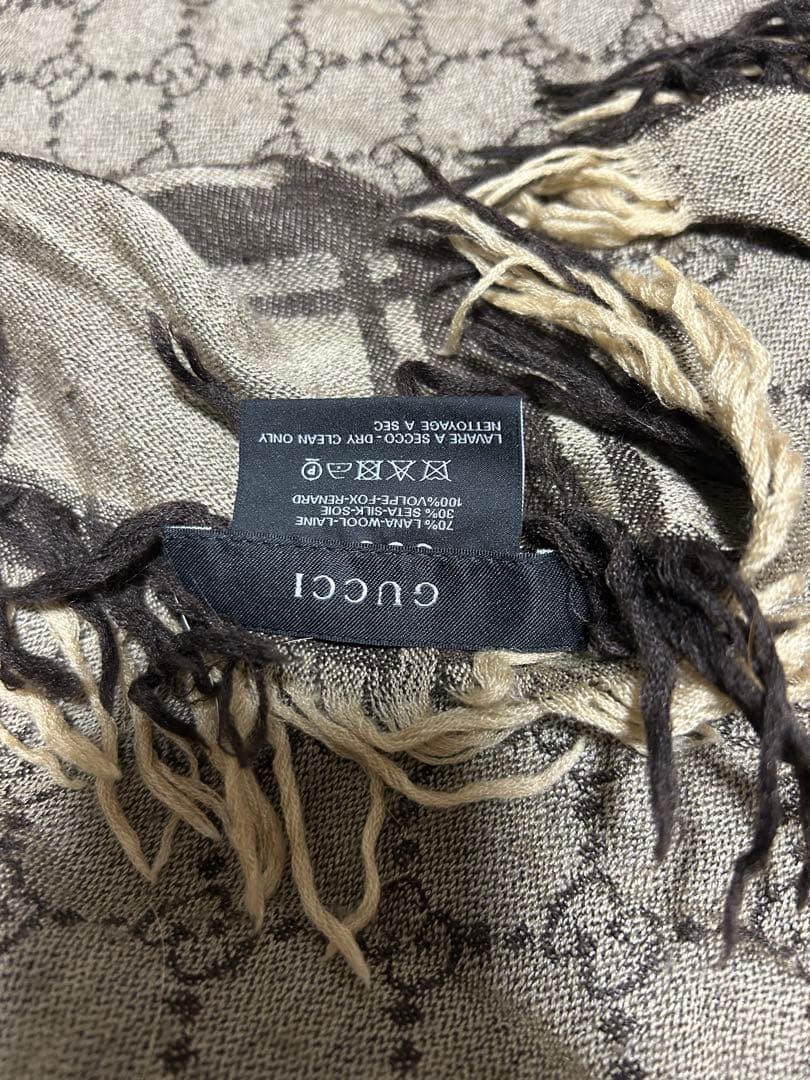 GUCCI
70% LANA-WOOL-LAINE
30% SETA-SILK-SOIE
100%VOLPE-FOX-RENARD
P
LAVARE A SECCO - DRY CLEAN ONLY
NETTOYAGE A SEC